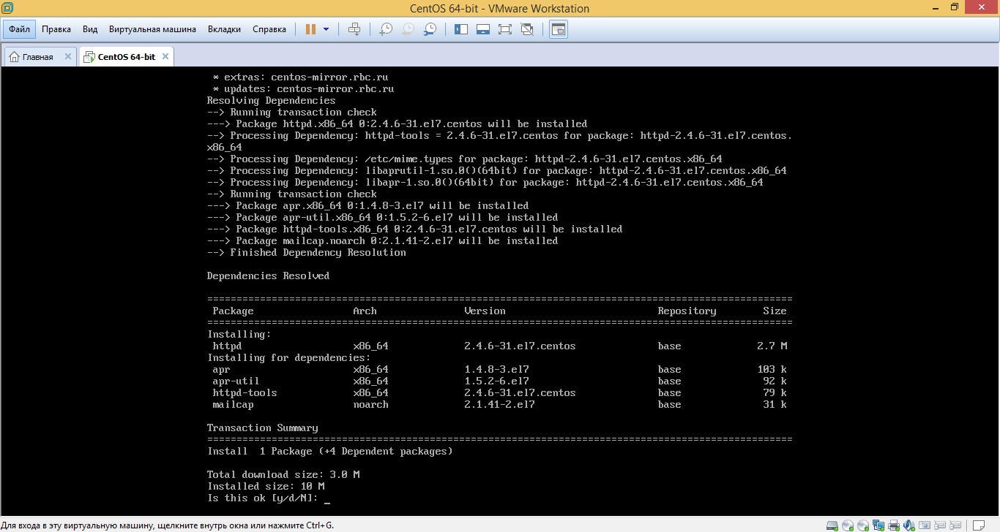 CentOS 64-bit - VMware Workstation
Файл Правка Вид Виртуальная машина Вкладки Справка
Главная CentOS 64-bit
* extras: centos-mirror.rbc.ru
* updates: centos-mirror.rbc.ru
Resolving Dependencies
--> Running transaction check
---> Package httpd.x86_64 0:2.4.6-31.el7.centos will be installed
--> Processing Dependency: httpd-tools = 2.4.6-31.el7.centos for package: httpd-2.4.6-31.el7.centos.
x86_64
--> Processing Dependency: /etc/mime.types for package: httpd-2.4.6-31.el7.centos.x86_64
--> Processing Dependency: libaprutil-1.so.0()(64bit) for package: httpd-2.4.6-31.el7.centos.x86_64
--> Processing Dependency: libapr-1.so.0()(64bit) for package: httpd-2.4.6-31.el7.centos.x86_64
--> Running transaction check
---> Package apr.x86_64 0:1.4.8-3.el7 will be installed
---> Package apr-util.x86_64 0:1.5.2-6.el7 will be installed
---> Package httpd-tools.x86_64 0:2.4.6-31.el7.centos will be installed
---> Package mailcap.noarch 0:2.1.41-2.el7 will be installed
--> Finished Dependency Resolution
Dependencies Resolved
====================================================================================================
Package Arch Version Repository Size
====================================================================================================
Installing:
httpd x86_64 2.4.6-31.el7.centos base 2.7 M
Installing for dependencies:
apr x86_64 1.4.8-3.el7 base 103 k
apr-util x86_64 1.5.2-6.el7 base 92 k
httpd-tools x86_64 2.4.6-31.el7.centos base 79 k
mailcap noarch 2.1.41-2.el7 base 31 k
Transaction Summary
====================================================================================================
Install 1 Package (+4 Dependent packages)
Total download size: 3.0 M
Installed size: 10 M
Is this ok [y/d/N]: _
Для входа в эту виртуальную машину, щелкните внутрь окна или нажмите Ctrl+G.